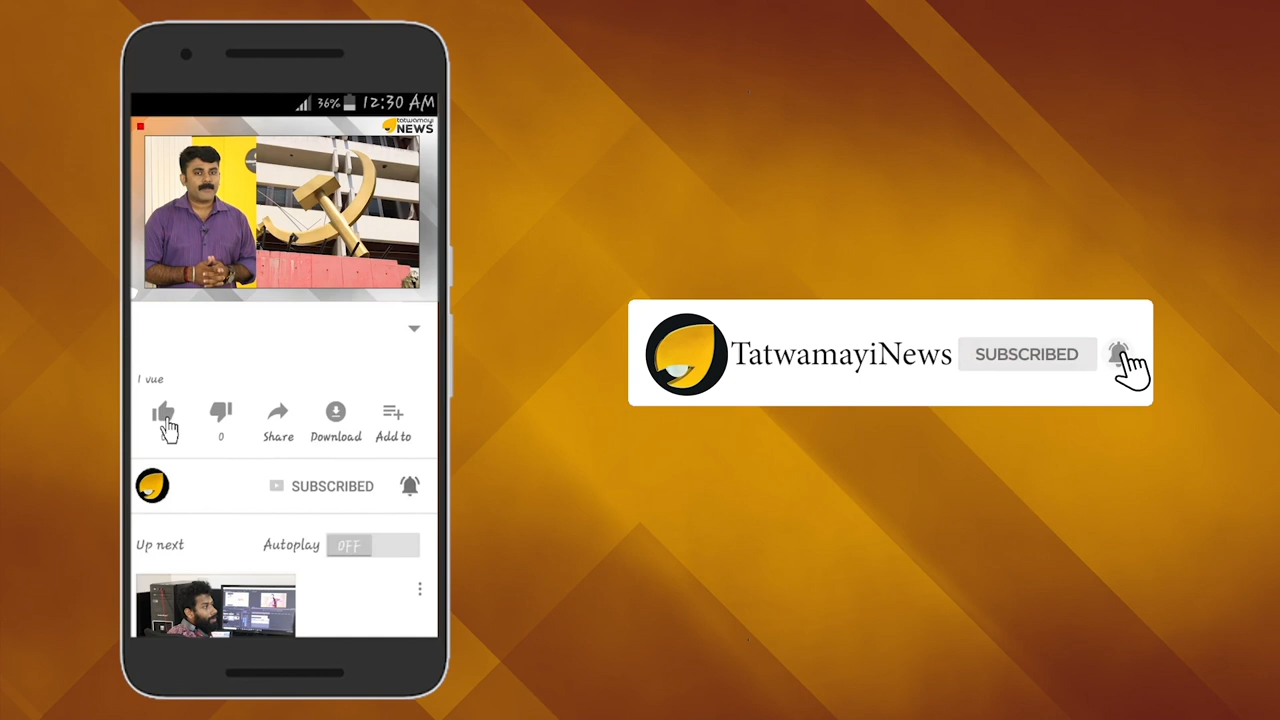 36% 12:30 AM
tatwamayi
NEWS
1 vue
0 Share Download Add to
SUBSCRIBED
Up next Autoplay OFF
TatwamayiNews SUBSCRIBED